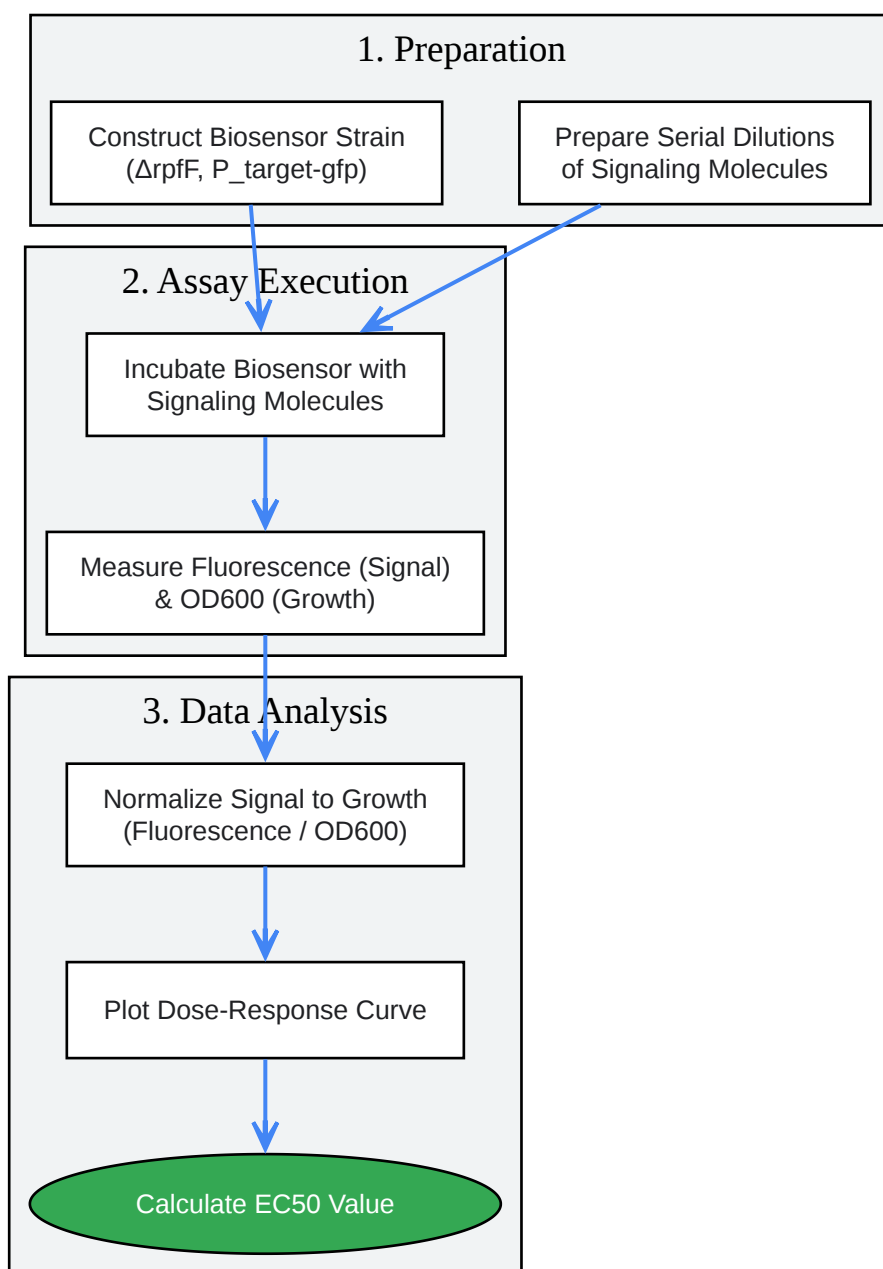 1. Preparation
Construct Biosensor Strain
(ΔrpfF, P_target-gfp)
Prepare Serial Dilutions
of Signaling Molecules
2. Assay Execution
Incubate Biosensor with
Signaling Molecules
Measure Fluorescence (Signal)
& OD600 (Growth)
3. Data Analysis
Normalize Signal to Growth
(Fluorescence / OD600)
Plot Dose-Response Curve
Calculate EC50 Value